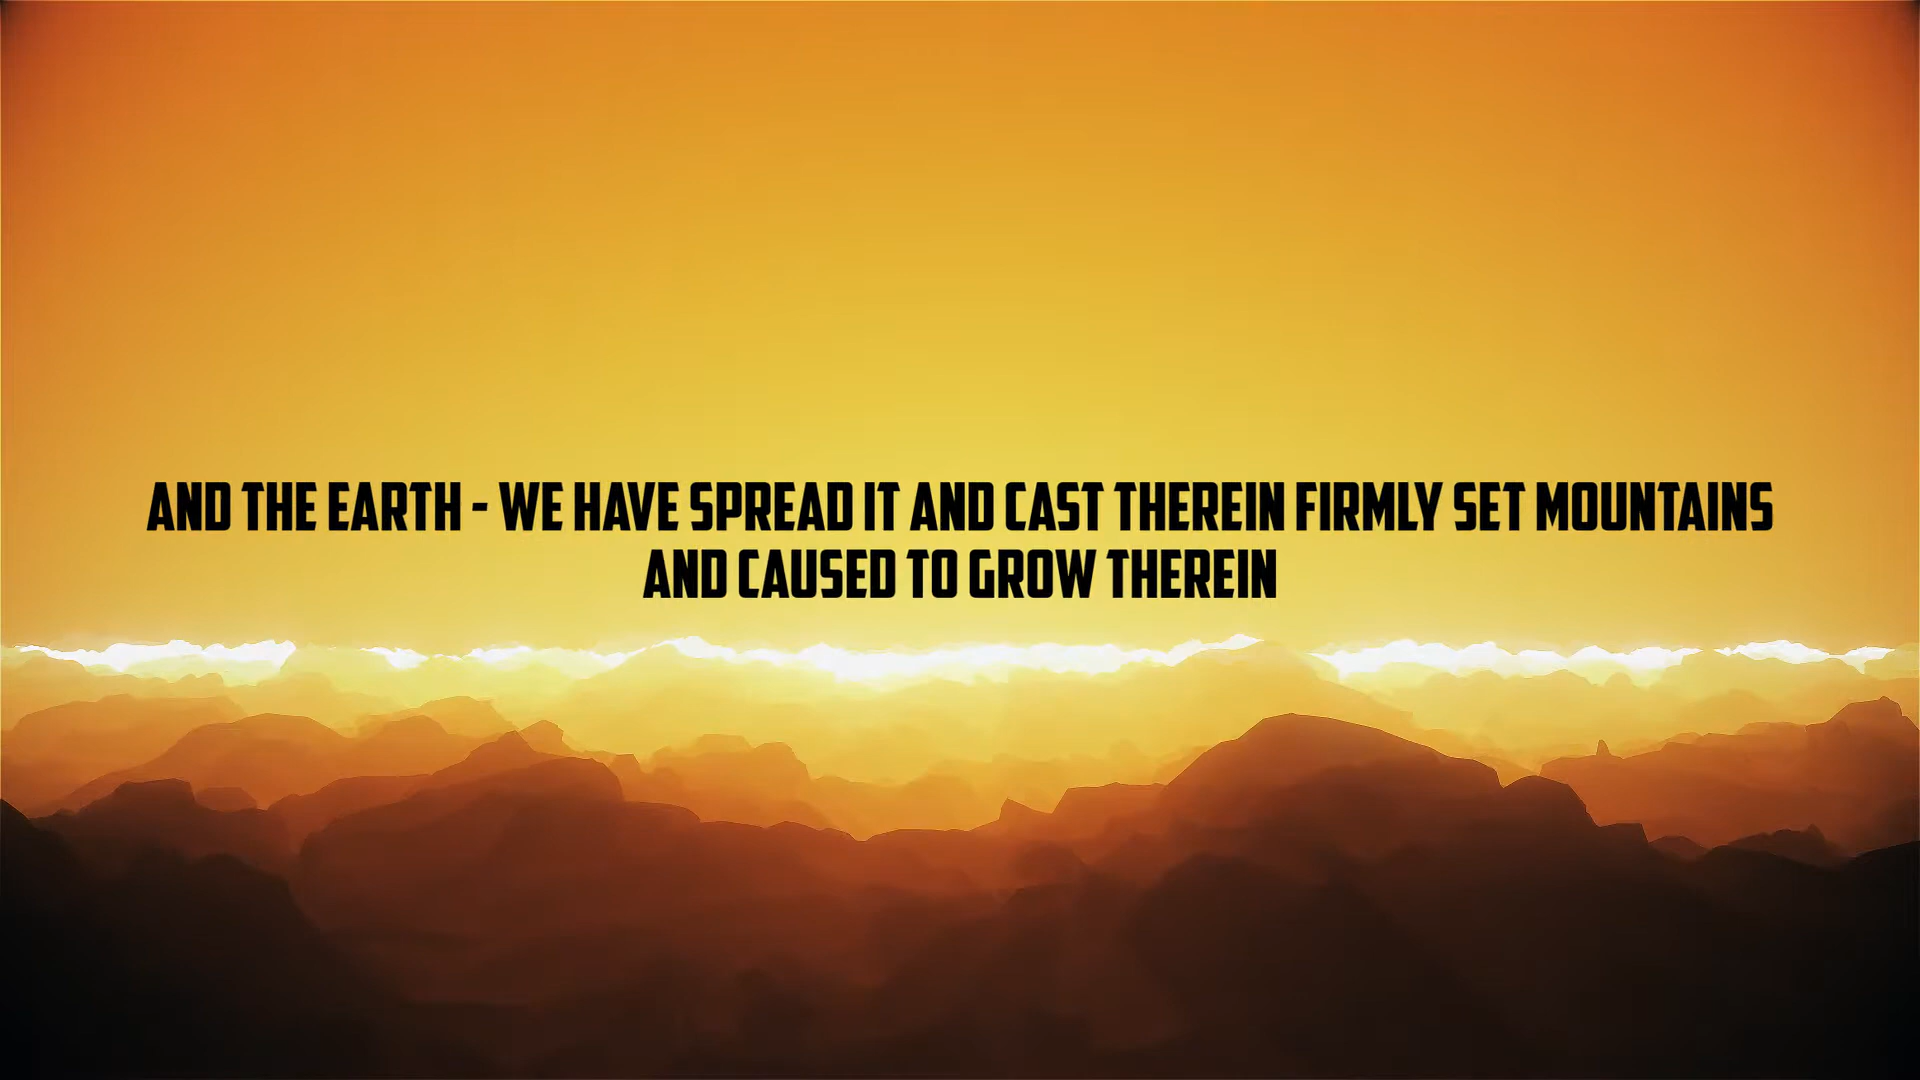 AND THE EARTH - WE HAVE SPREAD IT AND CAST THEREIN FIRMLY SET MOUNTAINS
AND CAUSED TO GROW THEREIN